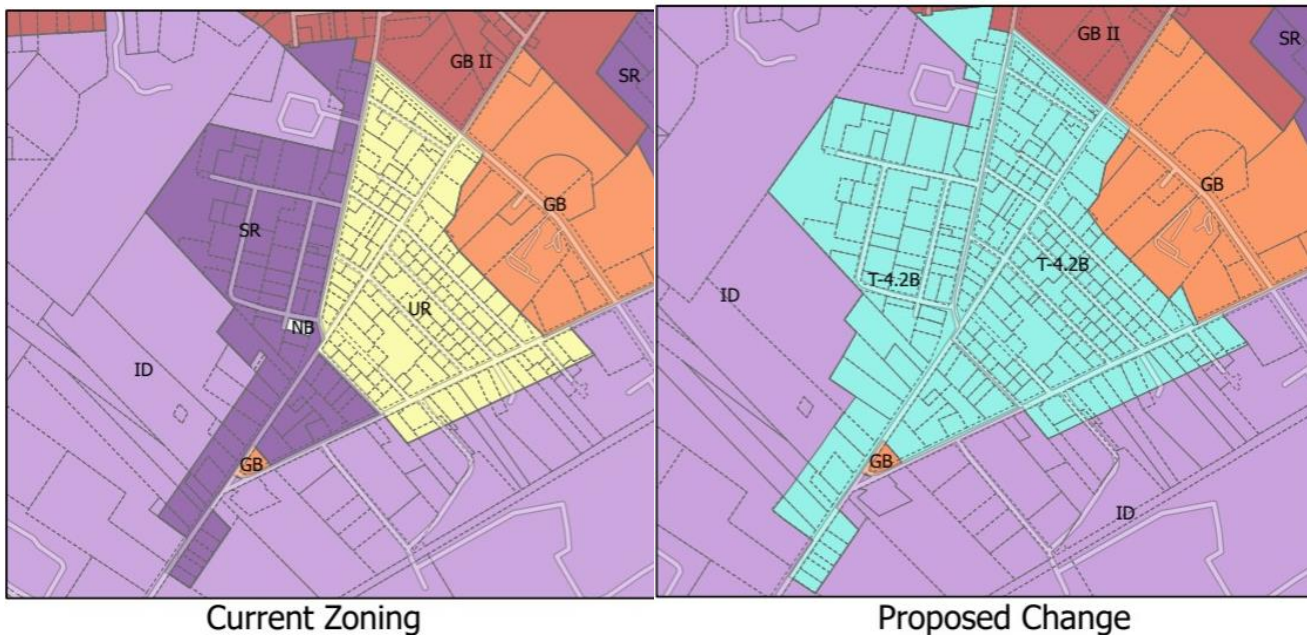 GB II
SR
GB
SR
NB
UR
ID
GB
Current Zoning
GB II
SR
GB
T-4.2B
T-4.2B
ID
GB
ID
Proposed Change